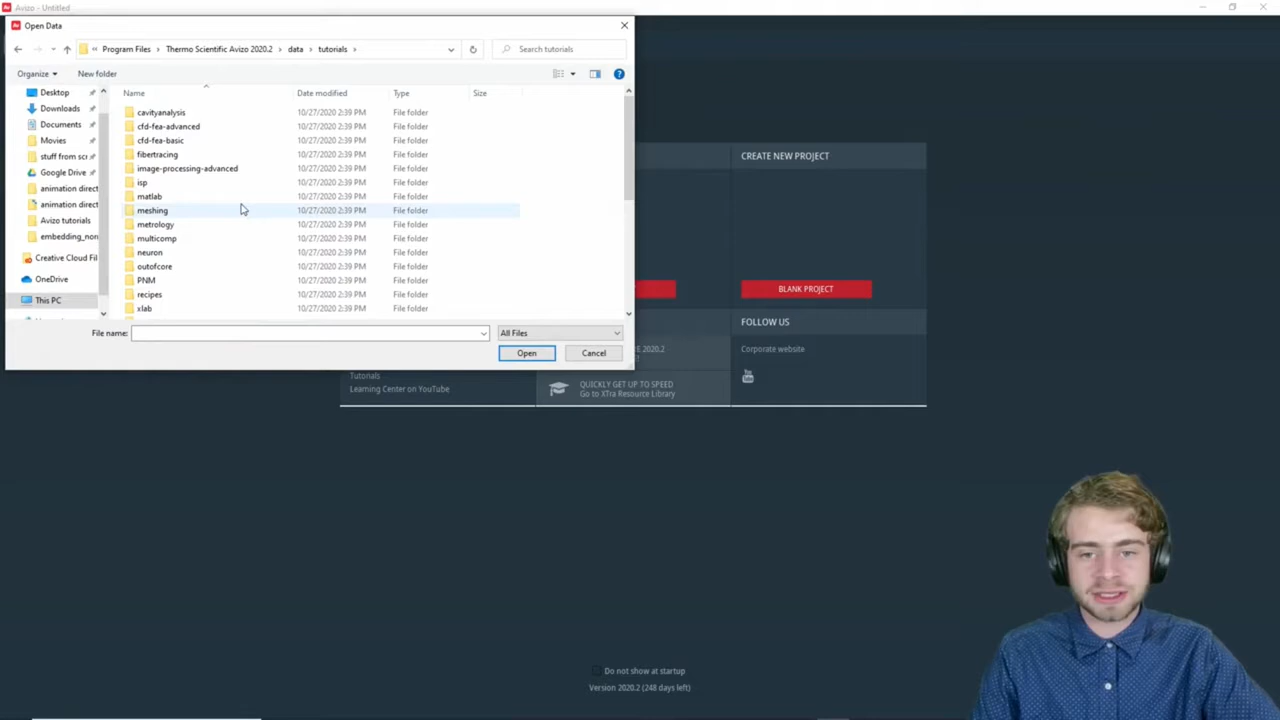 Avizo - Untitled
Open Data
Program Files > Thermo Scientific Avizo 2020.2 > data > tutorials >
Search tutorials
Organize
New folder
Name Date modified Type Size
Desktop
Downloads
Documents
Movies
stuff from scr
Google Drive
animation direct
animation direct
Avizo tutorials
embedding_nor
Creative Cloud Fil
OneDrive
This PC
cavityanalysis 10/27/2020 2:39 PM File folder
cfd-fea-advanced 10/27/2020 2:39 PM File folder
cfd-fea-basic 10/27/2020 2:39 PM File folder
fibertracing 10/27/2020 2:39 PM File folder
image-processing-advanced 10/27/2020 2:39 PM File folder
isp 10/27/2020 2:39 PM File folder
matlab 10/27/2020 2:39 PM File folder
meshing 10/27/2020 2:39 PM File folder
metrology 10/27/2020 2:39 PM File folder
multicomp 10/27/2020 2:39 PM File folder
neuron 10/27/2020 2:39 PM File folder
outofcore 10/27/2020 2:39 PM File folder
PNM 10/27/2020 2:39 PM File folder
recipes 10/27/2020 2:39 PM File folder
xlab 10/27/2020 2:39 PM File folder
File name:
All Files
Open
Cancel
CREATE NEW PROJECT
BLANK PROJECT
FOLLOW US
Corporate website
You Tube
E 2020.2
Tutorials
Learning Center on YouTube
QUICKLY GET UP TO SPEED
Go to XTra Resource Library
Do not show at startup
Version 2020.2 (248 days left)